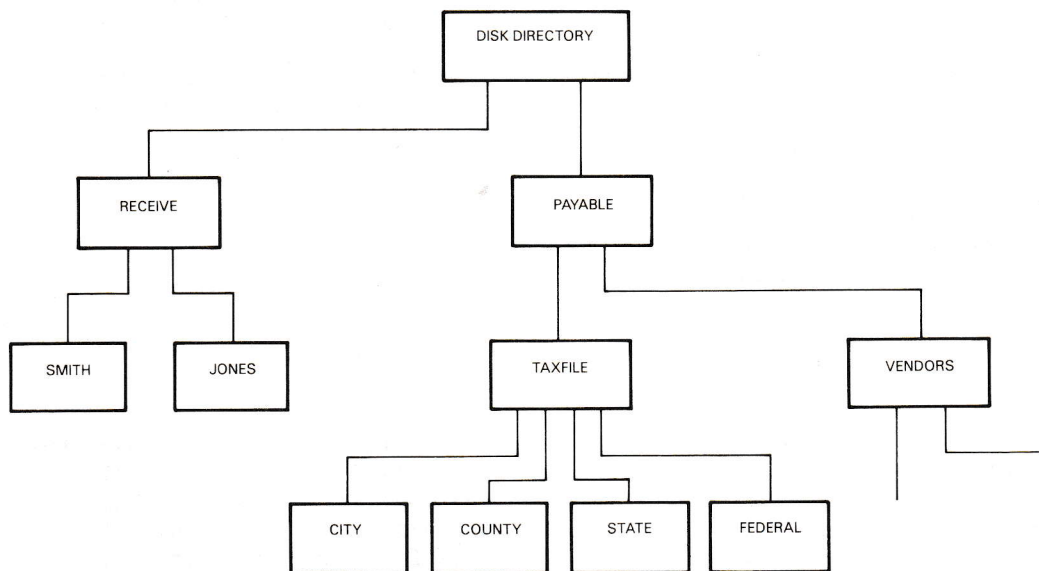 DISK DIRECTORY
RECEIVE
PAYABLE
SMITH
JONES
TAXFILE
VENDORS
CITY
COUNTY
STATE
FEDERAL